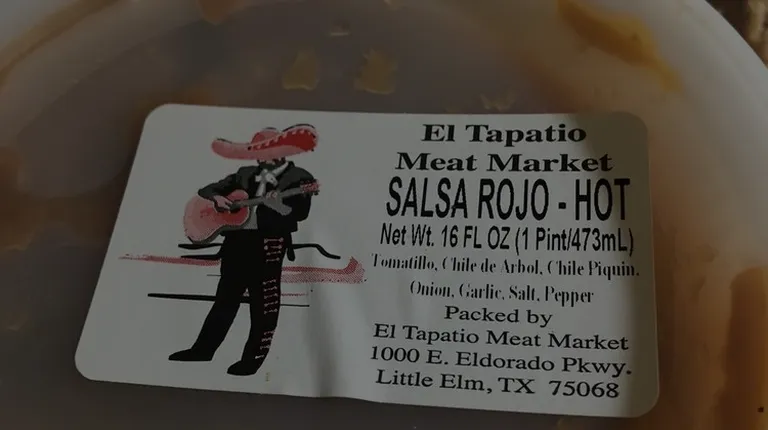 El Tapatio
Meat Market
SALSA ROJO - HOT
Net Wt. 16 FL OZ (1 Pint/473mL)
Tomatillo, Chile de Arbol, Chile Piquin,
Onion, Garlic, Salt, Pepper
Packed by
El Tapatio Meat Market
1000 E. Eldorado Pkwy.
Little Elm, TX 75068